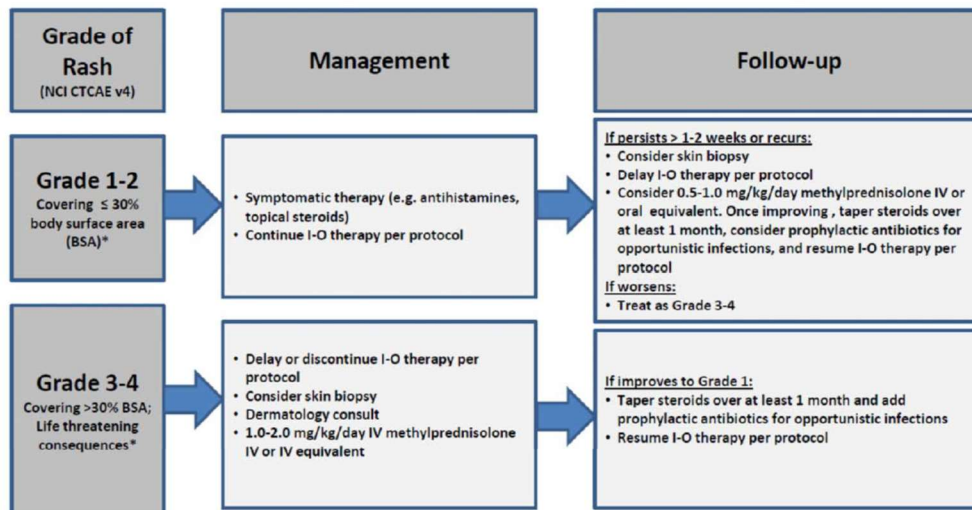 Grade of
Rash
(NCI CTCAE v4)
Management
Follow-up
Grade 1-2
Covering ≤ 30%
body surface area
(BSA)*
• Symptomatic therapy (e.g. antihistamines,
topical steroids)
• Continue I-O therapy per protocol
If persists > 1-2 weeks or recurs:
• Consider skin biopsy
• Delay I-O therapy per protocol
• Consider 0.5-1.0 mg/kg/day methylprednisolone IV or
oral equivalent. Once improving , taper steroids over
at least 1 month, consider prophylactic antibiotics for
opportunistic infections, and resume I-O therapy per
protocol
If worsens:
• Treat as Grade 3-4
Grade 3-4
Covering >30% BSA;
Life threatening
consequences*
• Delay or discontinue I-O therapy per
protocol
• Consider skin biopsy
• Dermatology consult
• 1.0-2.0 mg/kg/day IV methylprednisolone
IV or IV equivalent
If improves to Grade 1:
• Taper steroids over at least 1 month and add
prophylactic antibiotics for opportunistic infections
• Resume I-O therapy per protocol